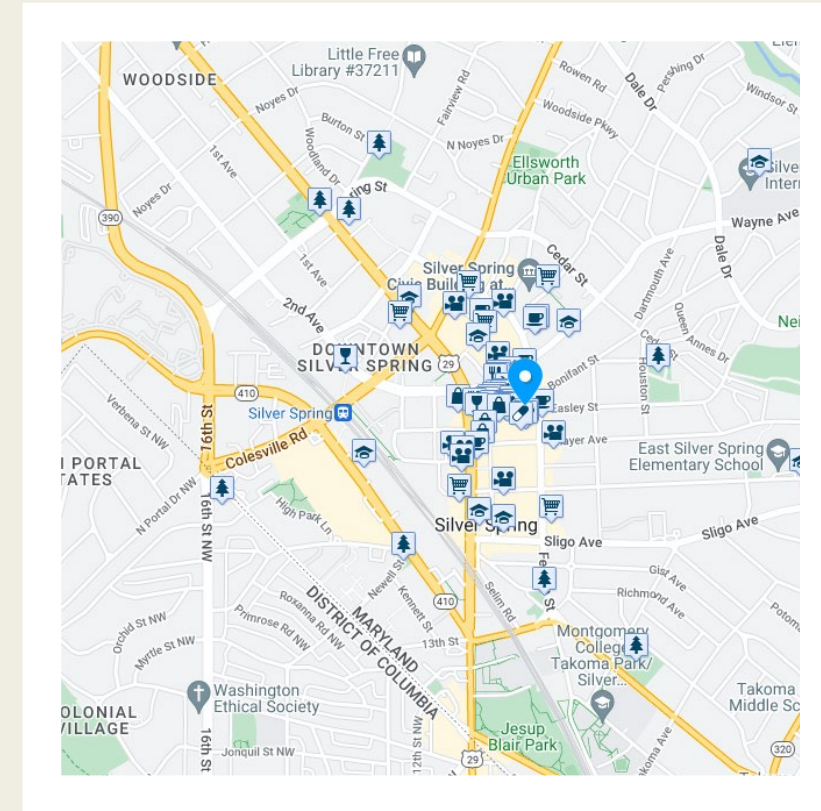 Little Free
Library #37211
WOODSIDE
Rowen Rd
Dale Dr
Pershing Dr
Windsor St
Noyes Dr
Fairview Rd
Woodside Pkwy
Burton St
N Noyes Dr
1st Ave
Woodland Dr
Ellsworth
Urban Park
Noyes Dr
390
Wayne Ave
Dale Dr
1st Ave
Cedar St
Silver Spring
Civic Building at...
Dartmouth Ave
2nd Ave
Queen Annes Dr
DOWNTOWN
SILVER SPRING
29
Bonifant St
Houston St
410
Easley St
Verbena St NW
16th St
Silver Spring
Colesville Rd
East Silver Spring
Elementary School
N Portal Dr NW
16th St NW
High Park Ln
Silver Spring
Sligo Ave
Sligo Ave
Newell St
Gist Ave
Selim Rd
Richmond Ave
Kennett St
410
Roxanna Rd NW
Primrose Rd NW
Orchid St NW
Myrtle St NW
MARYLAND
DISTRICT OF COLUMBIA
13th St
Montgomery
College
Takoma Park/
Silver...
Washington
Ethical Society
Takoma
Middle Sc
Jesup
Blair Park
16th St
12th St NW
Jonquil St NW
29
320